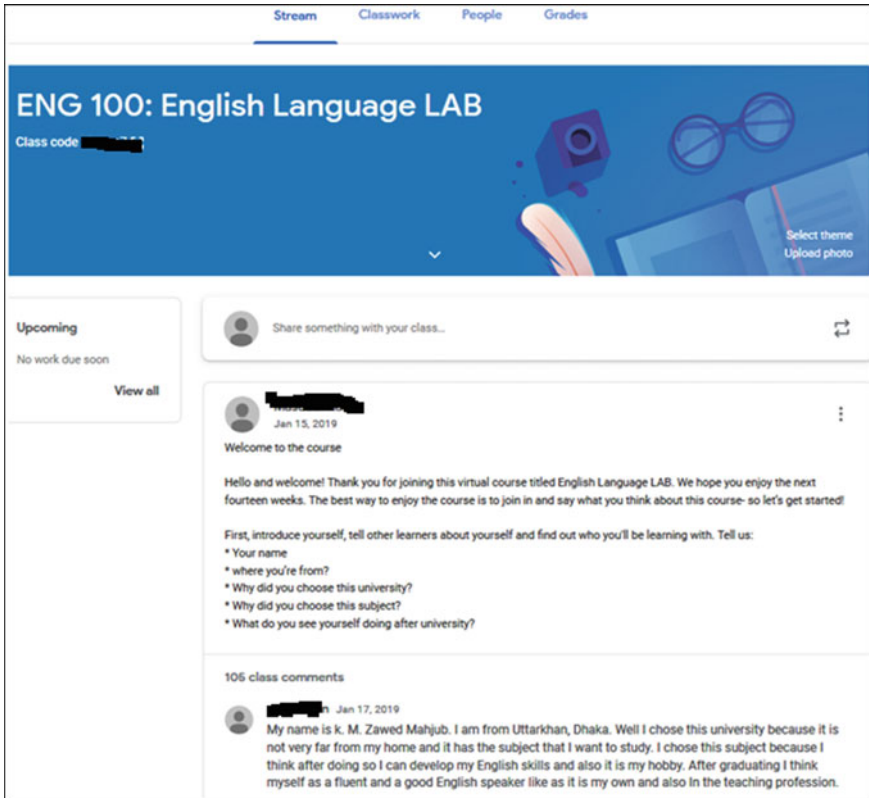 Stream Classwork People Grades
ENG 100: English Language LAB
Class code
Select theme
Upload photo
Upcoming
No work due soon
View all
Share something with your class...
Jan 15, 2019
Welcome to the course
Hello and welcome! Thank you for joining this virtual course titled English Language LAB. We hope you enjoy the next
fourteen weeks. The best way to enjoy the course is to join in and say what you think about this course- so let's get started!
First, introduce yourself, tell other learners about yourself and find out who you'll be learning with. Tell us:
* Your name
* where you're from?
* Why did you choose this university?
* Why did you choose this subject?
* What do you see yourself doing after university?
105 class comments
Jan 17, 2019
My name is k. M. Zawed Mahjub. I am from Uttarkhan, Dhaka. Well I chose this university because it is
not very far from my home and it has the subject that I want to study. I chose this subject because I
think after doing so I can develop my English skills and also it is my hobby. After graduating I think
myself as a fluent and a good English speaker like as it is my own and also In the teaching profession.